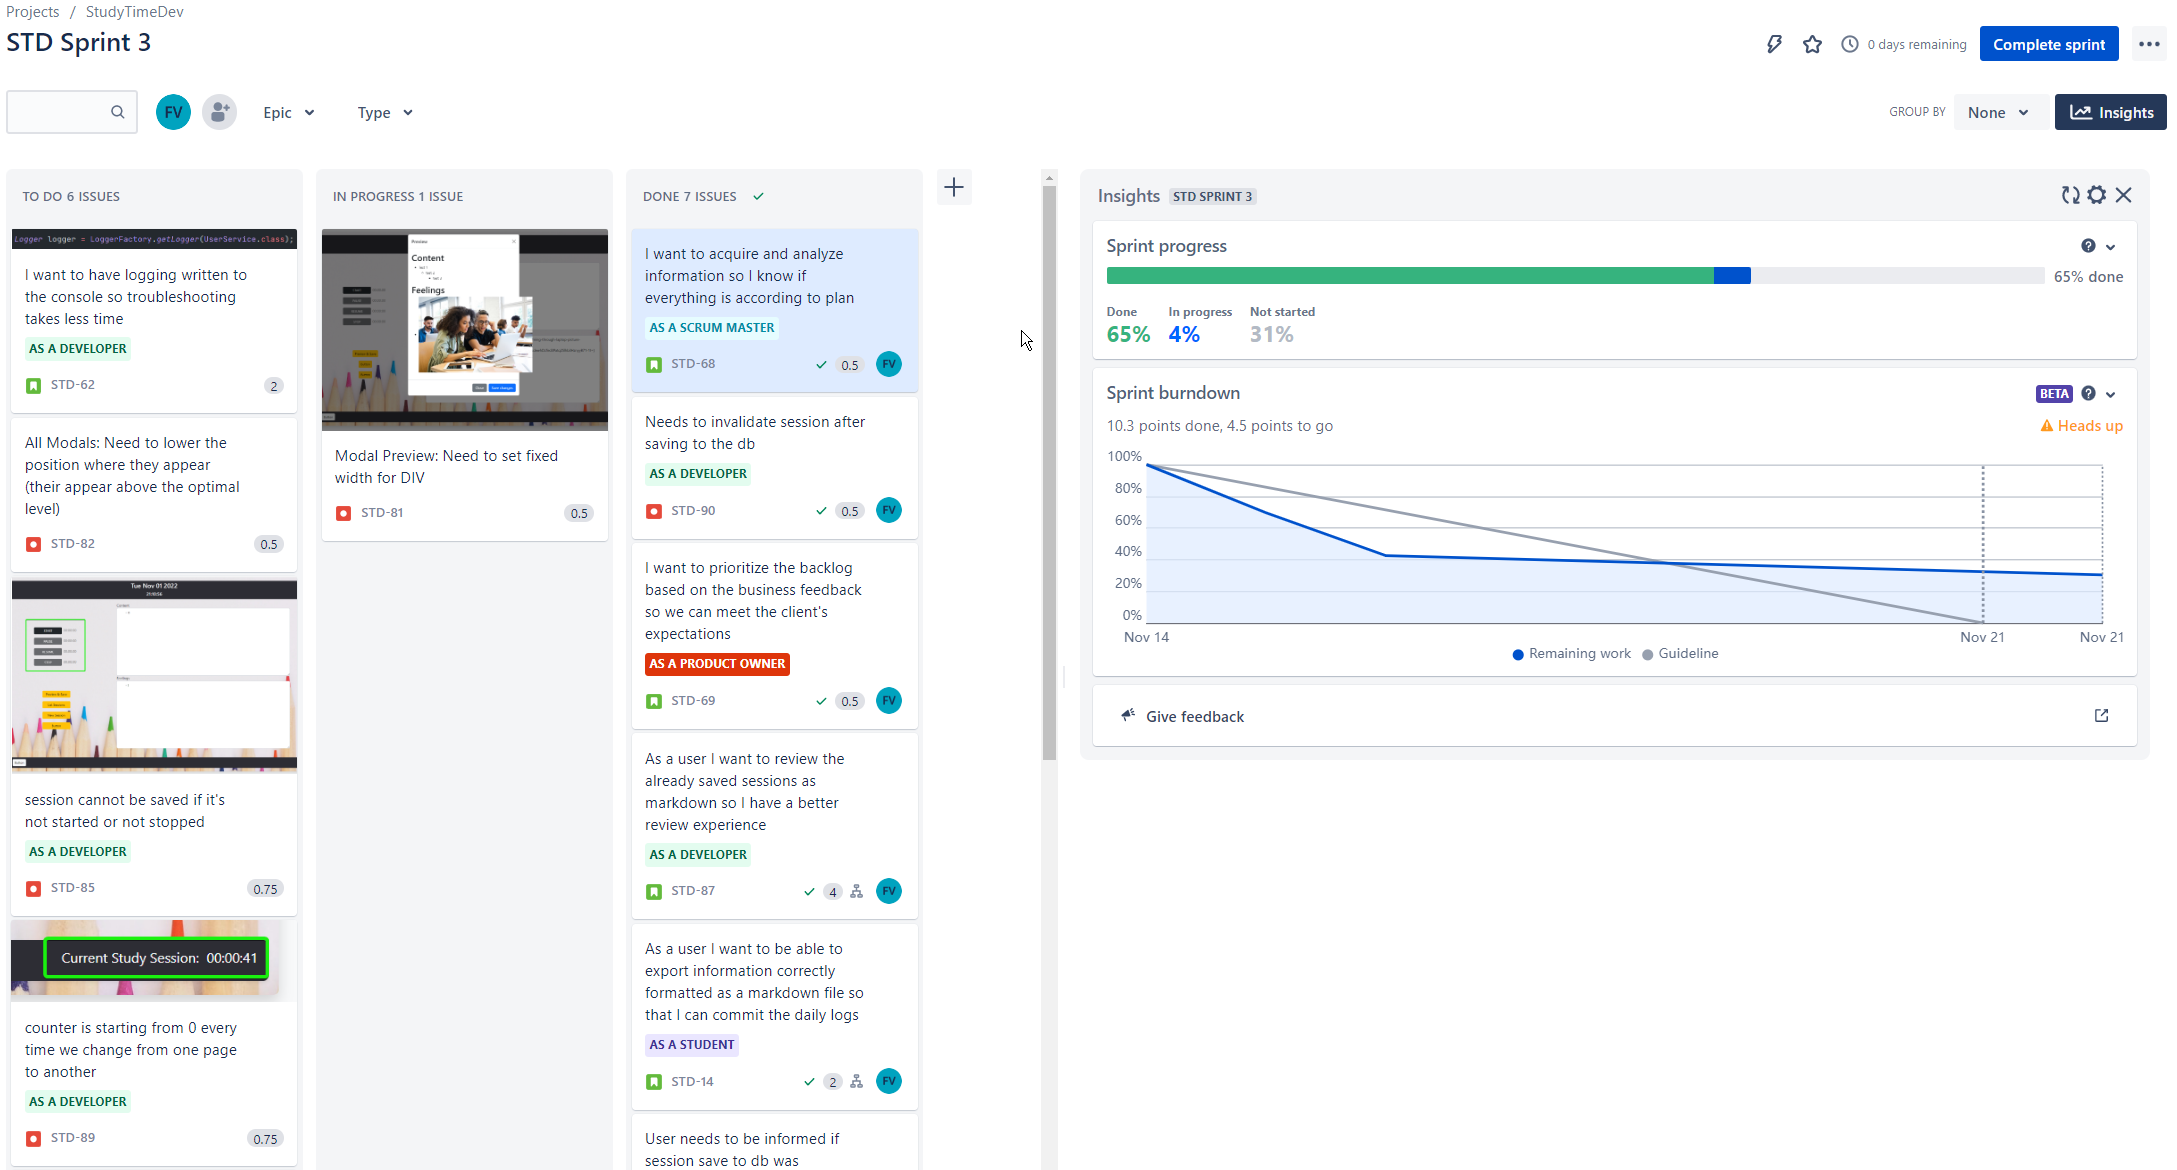 Projects / StudyTimeDev
STD Sprint 3
0 days remaining
Complete sprint
FV
Epic
Type
GROUP BY
None
Insights
TO DO 6 ISSUES
Logger logger = LoggerFactory.getLogger(UserService.class);
I want to have logging written to
the console so troubleshooting
takes less time
AS A DEVELOPER
STD-62
2
All Modals: Need to lower the
position where they appear
(their appear above the optimal
level)
STD-82
0.5
Tue Nov 01 2022
session cannot be saved if it's
not started or not stopped
AS A DEVELOPER
STD-85
0.75
Current Study Session: 00:00:41
counter is starting from 0 every
time we change from one page
to another
AS A DEVELOPER
STD-89
0.75
IN PROGRESS 1 ISSUE
Preview
Content
Feelings
Modal Preview: Need to set fixed
width for DIV
STD-81
0.5
DONE 7 ISSUES
I want to acquire and analyze
information so I know if
everything is according to plan
AS A SCRUM MASTER
STD-68
0.5
FV
Needs to invalidate session after
saving to the db
AS A DEVELOPER
STD-90
0.5
FV
I want to prioritize the backlog
based on the business feedback
so we can meet the client's
expectations
AS A PRODUCT OWNER
STD-69
0.5
FV
As a user I want to review the
already saved sessions as
markdown so I have a better
review experience
AS A DEVELOPER
STD-87
4
FV
As a user I want to be able to
export information correctly
formatted as a markdown file so
that I can commit the daily logs
AS A STUDENT
STD-14
2
FV
User needs to be informed if
session save to db was
Insights STD SPRINT 3
Sprint progress
65% done
Done In progress Not started
65% 4% 31%
Sprint burndown
BETA
10.3 points done, 4.5 points to go
Heads up
100%
80%
60%
40%
20%
0%
Nov 14 Nov 21 Nov 21
Remaining work Guideline
Give feedback